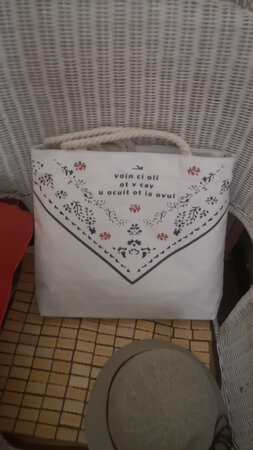 voin ci oli
ot v cav
u ocuit ot ia ovui